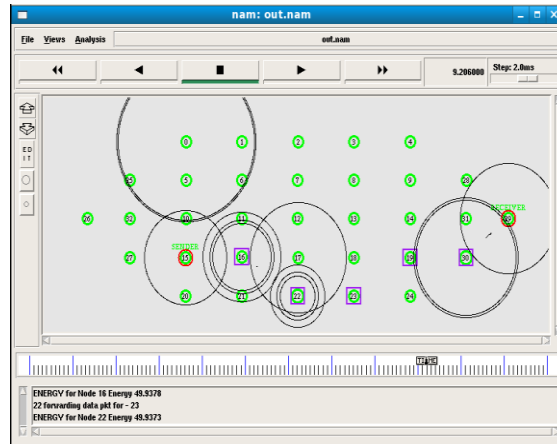 nam: out.nam
File Views Analysis out.nam
9.206000 Step: 2.0ms
ED
IT
0 1 2 3 4
25 5 6 7 8 9 28
26 32 10 11 12 13 14 31 29 RECEIVER
SENDER
27 15 16 17 18 19 30
20 21 22 23 24
TIME
ENERGY for Node 16 Energy 49.9378
22 forwarding data pkt for - 23
ENERGY for Node 22 Energy 49.9373